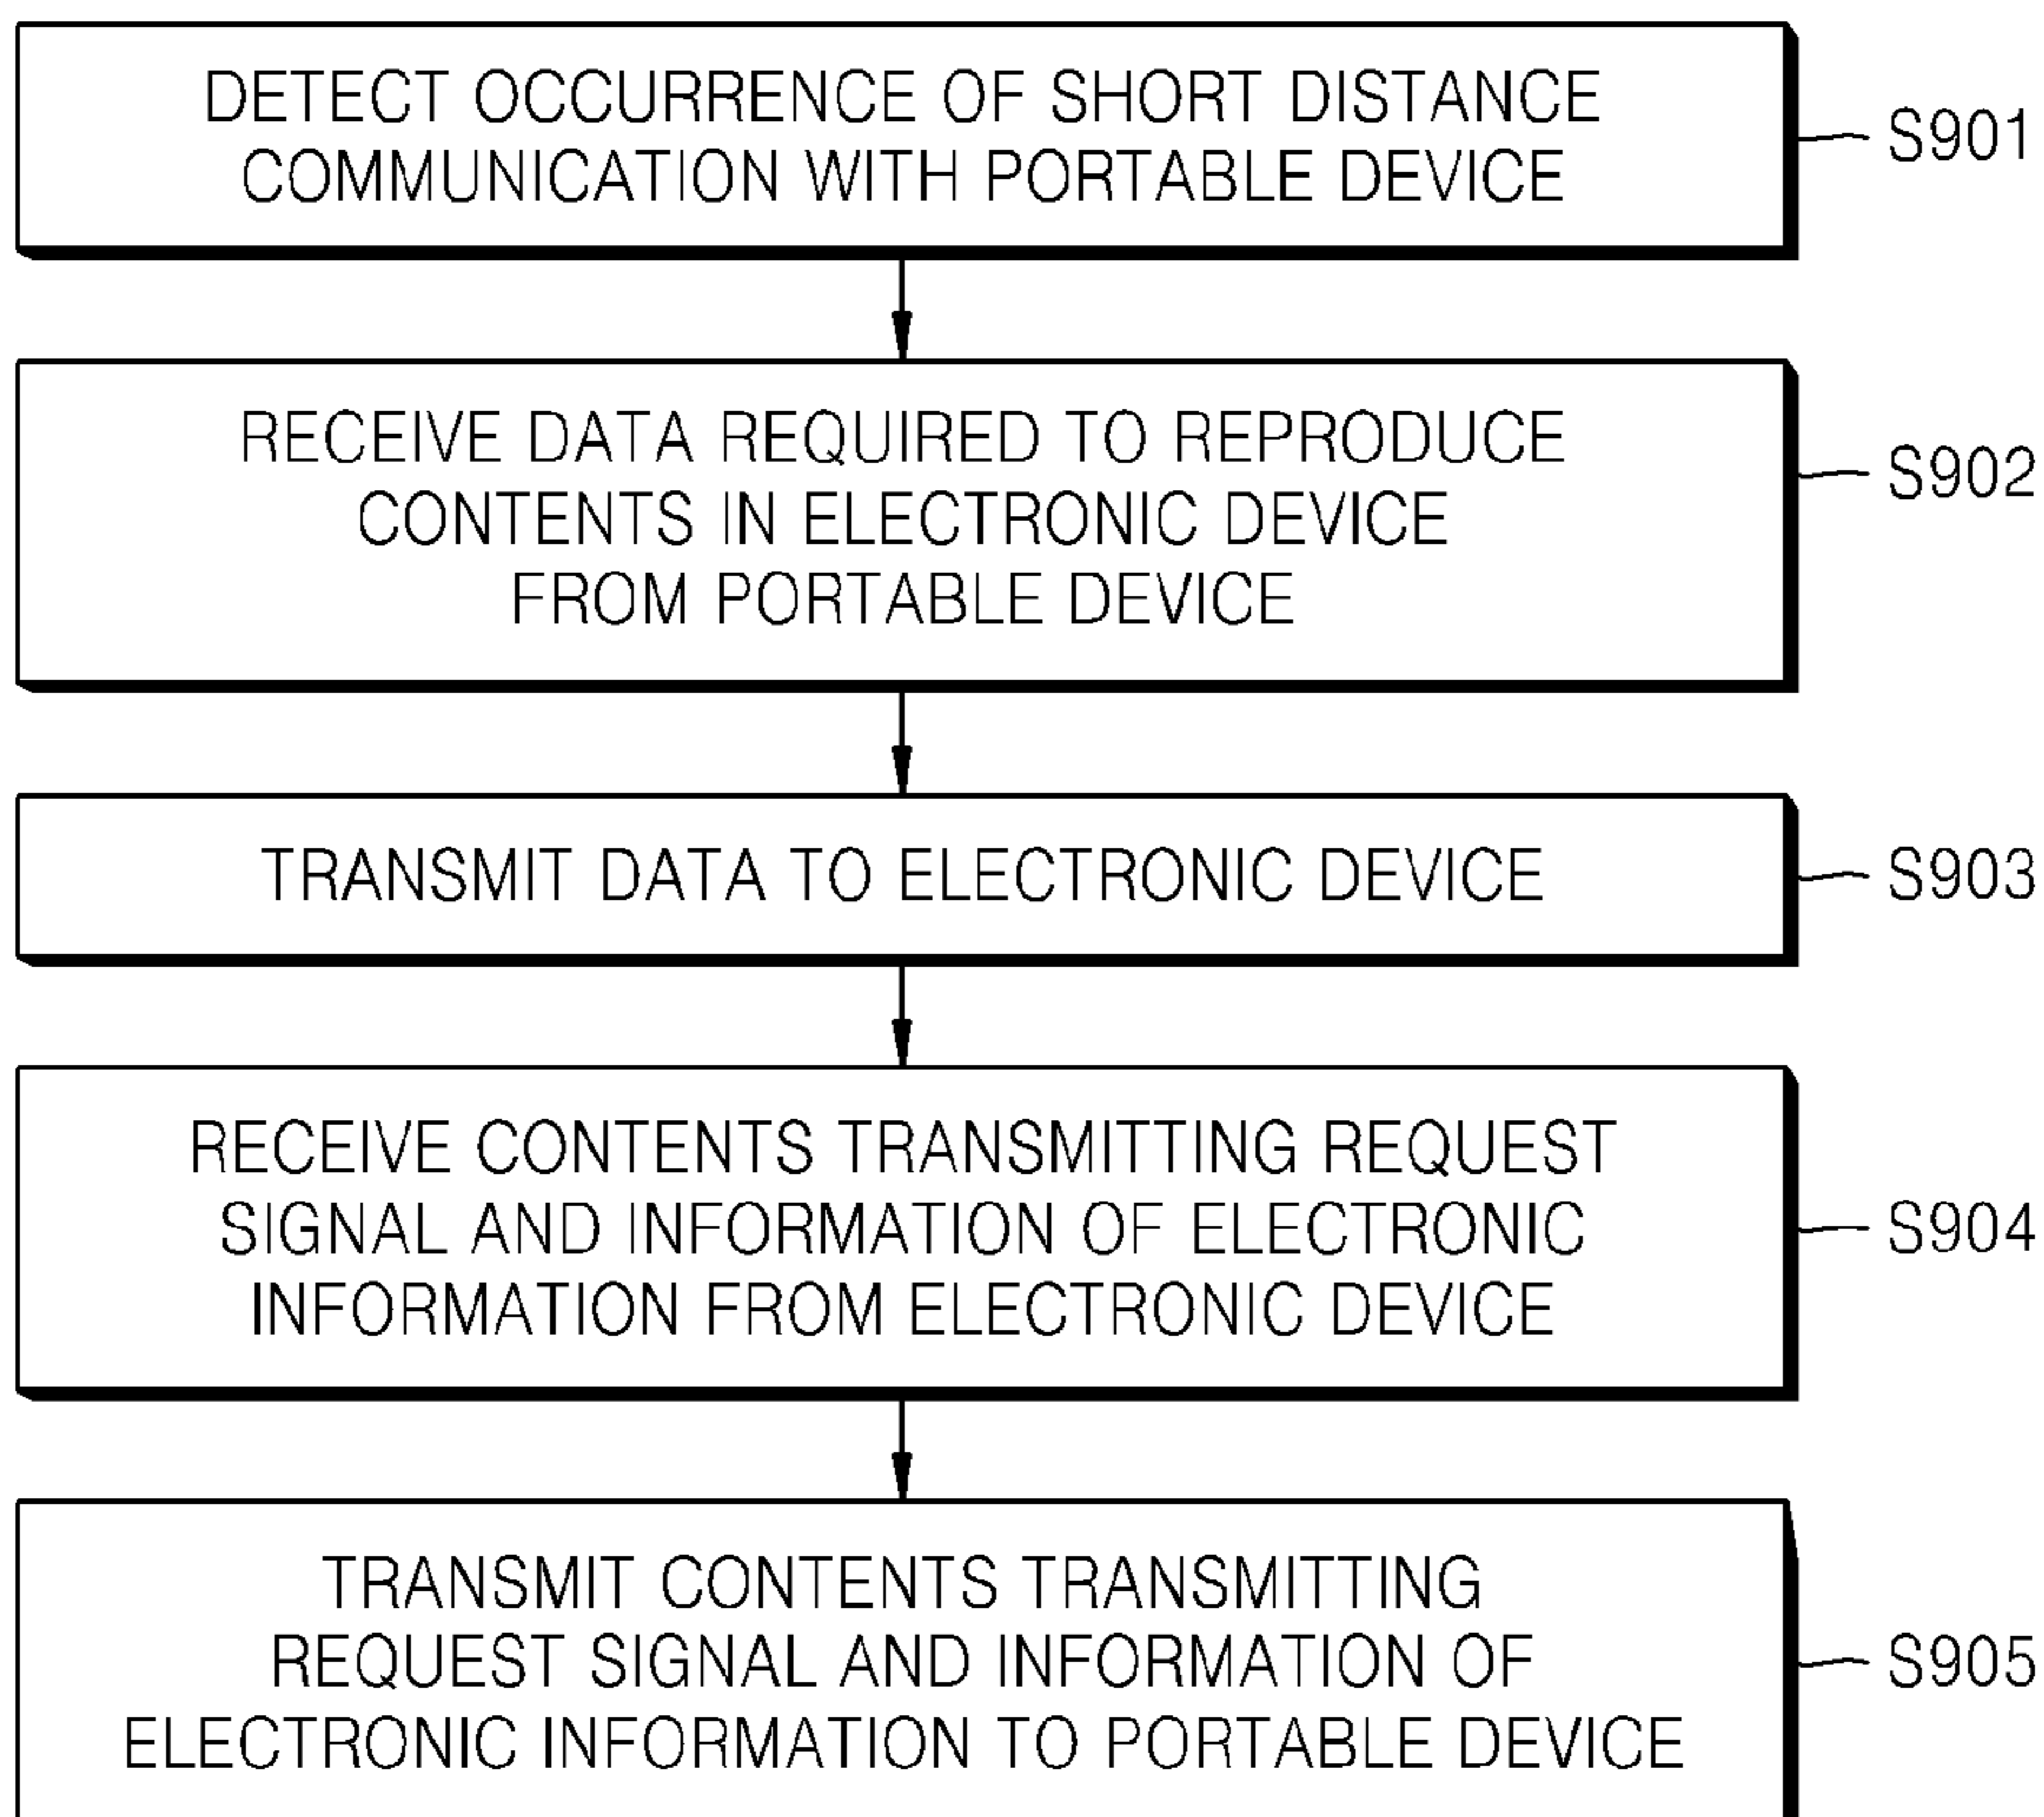 DETECT OCCURRENCE OF SHORT DISTANCE
COMMUNICATION WITH PORTABLE DEVICE
S901
RECEIVE DATA REQUIRED TO REPRODUCE
CONTENTS IN ELECTRONIC DEVICE
FROM PORTABLE DEVICE
S902
TRANSMIT DATA TO ELECTRONIC DEVICE
S903
RECEIVE CONTENTS TRANSMITTING REQUEST
SIGNAL AND INFORMATION OF ELECTRONIC
INFORMATION FROM ELECTRONIC DEVICE
S904
TRANSMIT CONTENTS TRANSMITTING
REQUEST SIGNAL AND INFORMATION OF
ELECTRONIC INFORMATION TO PORTABLE DEVICE
S905